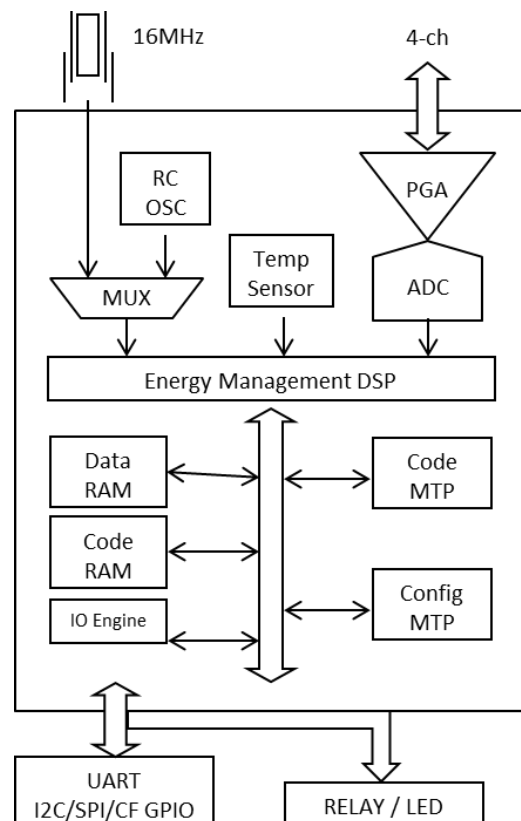 16MHz
4-ch
RC
OSC
PGA
Temp
Sensor
MUX
ADC
Energy Management DSP
Data
RAM
Code
MTP
Code
RAM
IO Engine
Config
MTP
UART
I2C/SPI/CF GPIO
RELAY / LED